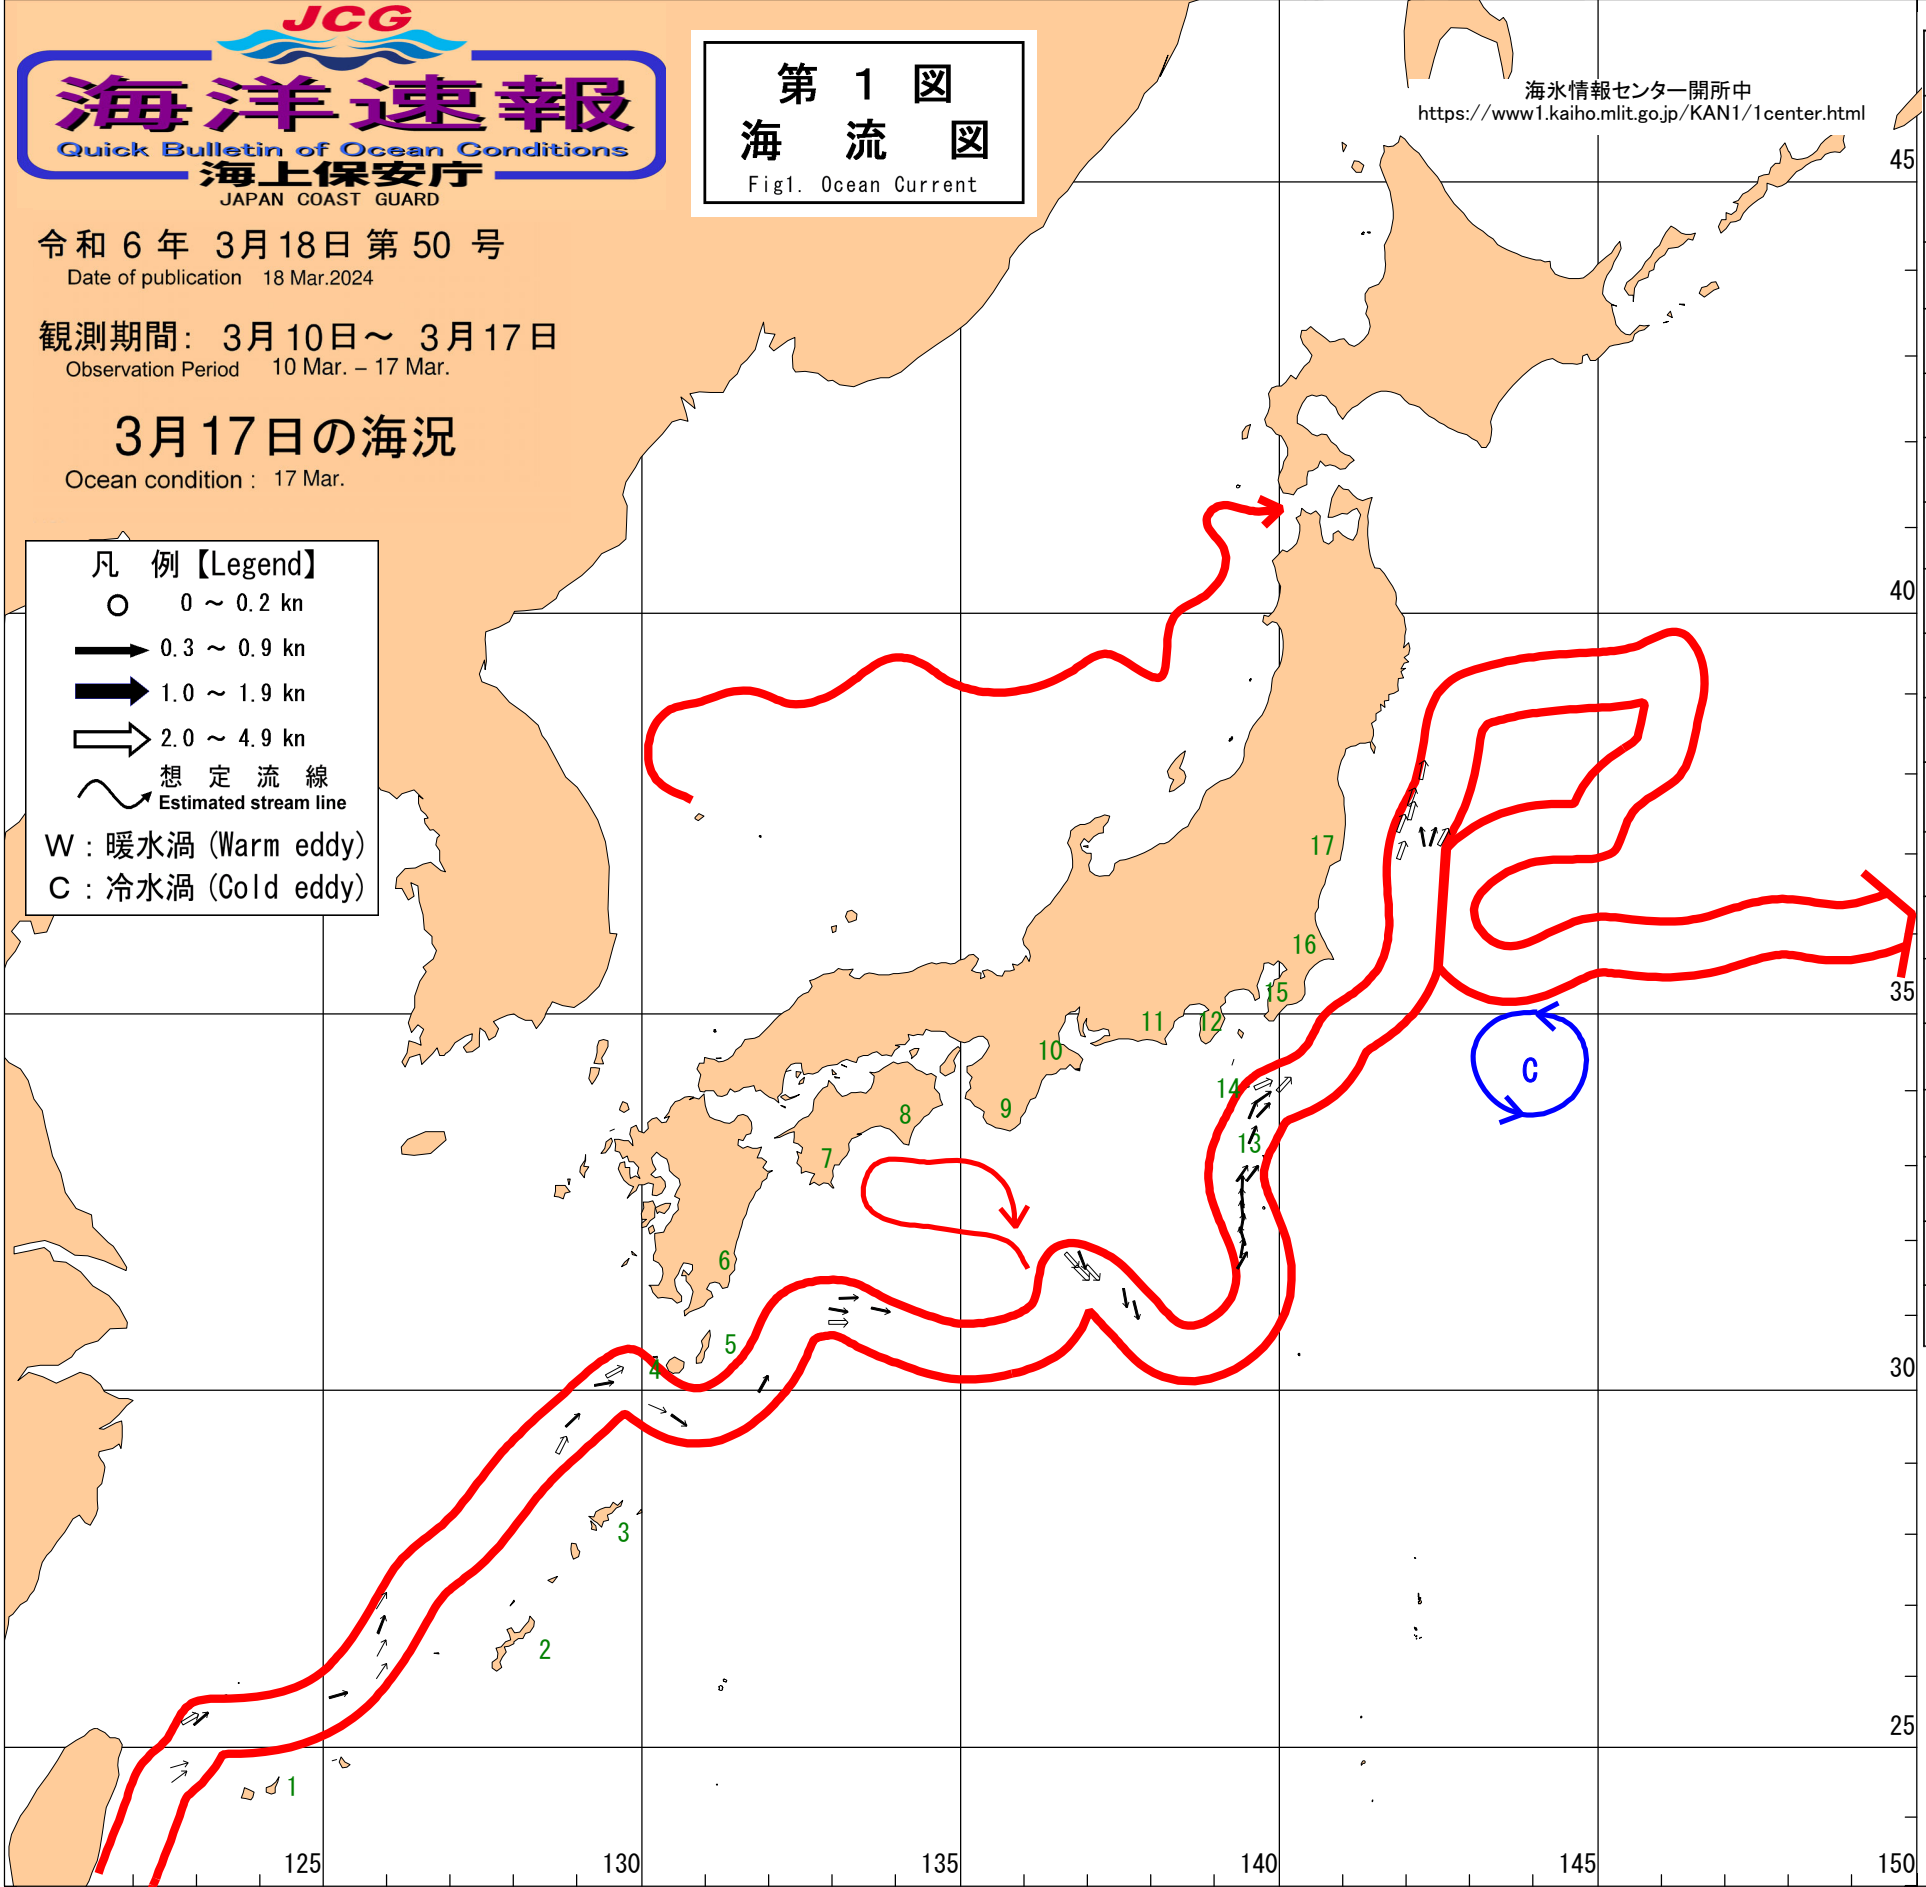 JCG
海洋速報
Quick Bulletin of Ocean Conditions
海上保安庁
JAPAN COAST GUARD
令和 6 年 3月18日 第 50 号
Date of publication 18 Mar.2024
観測期間: 3月10日～ 3月17日
Observation Period 10 Mar. – 17 Mar.
3月17日の海況
Ocean condition : 17 Mar.
第 1 図
海 流 図
Fig1. Ocean Current
海氷情報センター開所中
https://www1.kaiho.mlit.go.jp/KAN1/1center.html
凡 例【Legend】
0 ～ 0.2 kn
0.3 ～ 0.9 kn
1.0 ～ 1.9 kn
2.0 ～ 4.9 kn
想 定 流 線
Estimated stream line
W : 暖水渦 (Warm eddy)
C : 冷水渦 (Cold eddy)
45
40
35
30
25
17
16
15
11
12
10
14
9
8
13
7
6
5
4
3
2
1
C
125
130
135
140
145
150